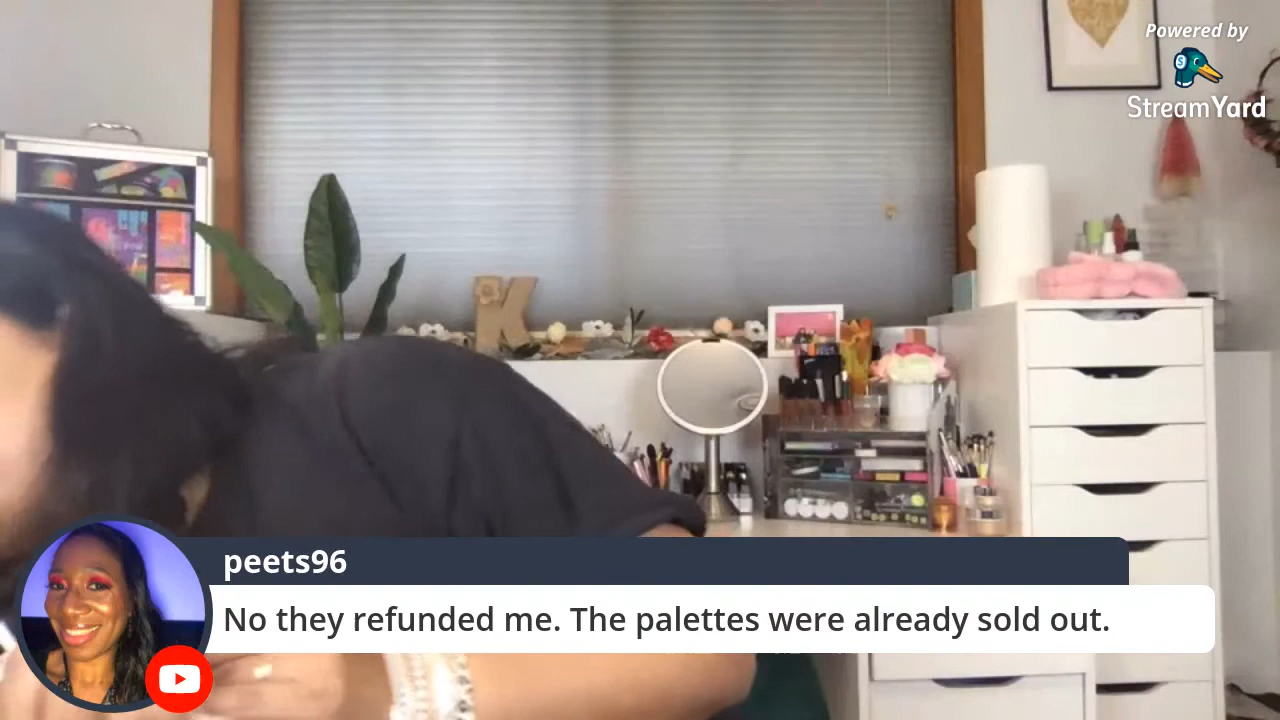 Powered by
StreamYard
K
peets96
No they refunded me. The palettes were already sold out.